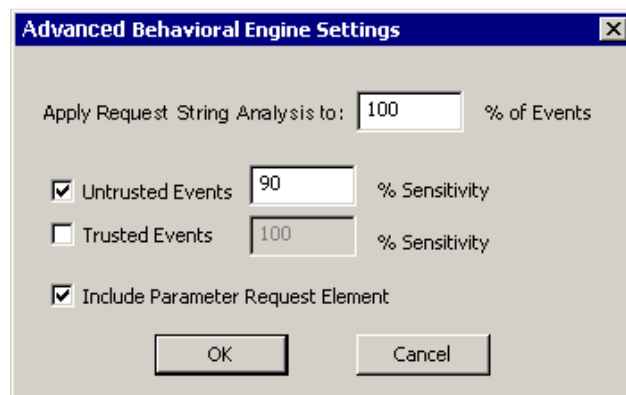 Advanced Behavioral Engine Settings
Apply Request String Analysis to: 100 % of Events
Untrusted Events 90 % Sensitivity
Trusted Events 100 % Sensitivity
Include Parameter Request Element
OK Cancel